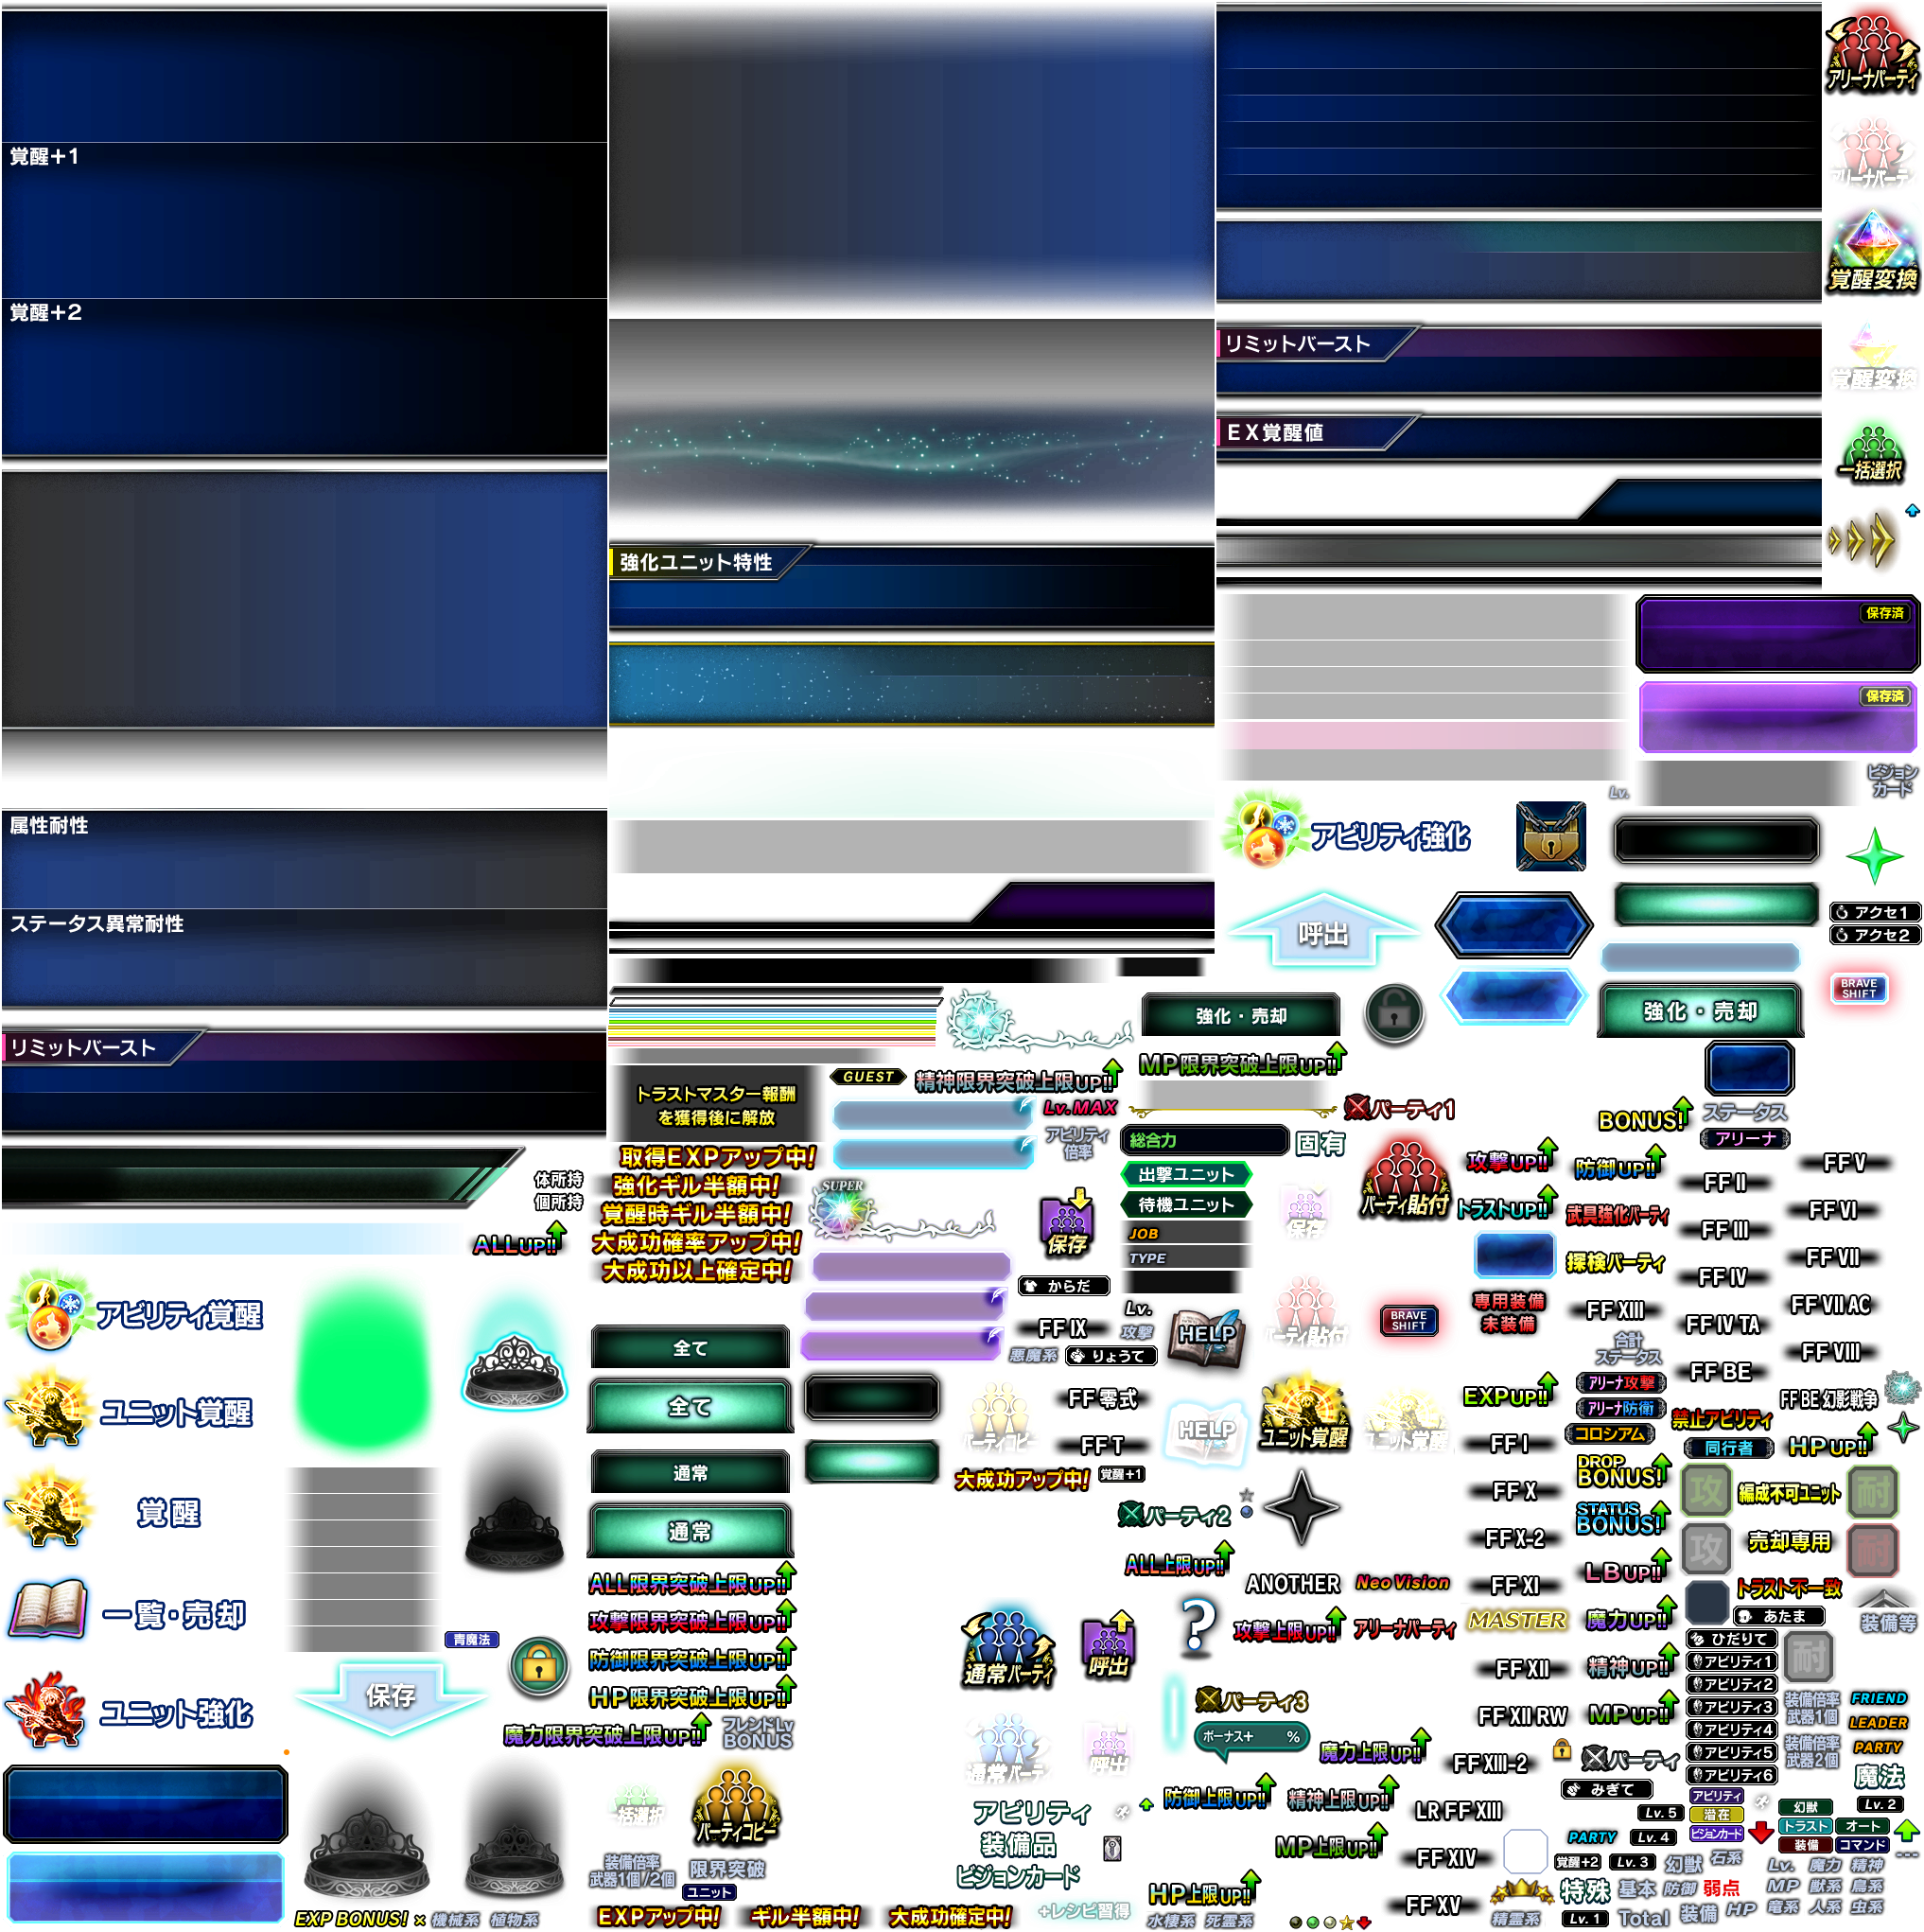 覚醒+1
覚醒+2
属性耐性
ステータス異常耐性
リミットバースト
体所持
個所持
ALL UP!!
アビリティ覚醒
ユニット覚醒
覚醒
一覧・売却
ユニット強化
青魔法
保存
EXP BONUS! ×
機械系
植物系
強化ユニット特性
トラストマスター報酬
を獲得後に解放
GUEST
精神限界突破上限UP!!
MP限界突破上限UP!!
Lv.MAX
アビリティ
倍率
取得EXPアップ中!
強化ギル半額中!
覚醒時ギル半額中!
大成功確率アップ中!
大成功以上確定中!
SUPER
保存
からだ
FF IX
悪魔系
りょうて
全て
全て
通常
通常
ALL限界突破上限UP!!
攻撃限界突破上限UP!!
防御限界突破上限UP!!
HP限界突破上限UP!!
魔力限界突破上限UP!!
フレンドLv
BONUS
一括選択
パーティコピー
装備倍率
武器1個/2個
限界突破
ユニット
EXPアップ中!
ギル半額中!
大成功確定中!
パーティコピー
FF 零式
FF T
大成功アップ中!
覚醒+1
通常パーティ
呼出
通常パーティ
呼出
アビリティ
装備品
ビジョンカード
+レシピ習得
リミットバースト
EX覚醒値
アリーナパーティ
アリーナパーティ
覚醒変換
覚醒変換
一括選択
保存済
保存済
Lv.
ビジョン
カード
アビリティ強化
呼出
アクセ1
アクセ2
BRAVE
SHIFT
強化・売却
強化・売却
パーティ1
総合力
固有
出撃ユニット
待機ユニット
JOB
TYPE
Lv.
攻撃
保存
HELP
HELP
パーティ貼付
パーティ貼付
BRAVE
SHIFT
ユニット覚醒
ユニット覚醒
パーティ2
ALL上限UP!!
ANOTHER
NeoVision
?
攻撃上限UP!!
アリーナパーティ
パーティ3
ボーナス+ %
魔力上限UP!!
防御上限UP!!
精神上限UP!!
MP上限UP!!
HP上限UP!!
水棲系
死霊系
BONUS!
ステータス
アリーナ
攻撃UP!!
防御UP!!
トラストUP!!
武具強化パーティ
探検パーティ
専用装備
未装備
FF XIII
合計
ステータス
EXP UP!!
アリーナ攻撃
アリーナ防衛
コロシアム
禁止アビリティ
同行者
HP UP!!
FF II
FF III
FF IV
FF IV TA
FF BE
FF V
FF VI
FF VII
FF VII AC
FF VIII
FF BE 幻影戦争
FF I
FF X
FF X-2
FF XI
MASTER
FF XII
FF XII RW
FF XIII-2
LR FF XIII
FF XIV
FF XV
DROP
BONUS!
STATUS
BONUS!
LB UP!!
魔力UP!!
精神UP!!
MP UP!!
攻
編成不可ユニット
耐
攻
売却専用
耐
トラスト不一致
あたま
装備等
ひだりて
アビリティ1
アビリティ2
アビリティ3
アビリティ4
アビリティ5
アビリティ6
耐
装備倍率
武器1個
装備倍率
武器2個
FRIEND
LEADER
PARTY
魔法
パーティ
みぎて
Lv. 5
PARTY
Lv. 4
覚醒+2
Lv. 3
アビリティ
潜在
ビジョンカード
幻獣
トラスト
装備
オート
コマンド
Lv. 2
---
幻獣
石系
Lv.
魔力
精神
特殊
基本
防御
弱点
MP
獣系
鳥系
精霊系
Lv. 1
Total
装備
HP
竜系
人系
虫系